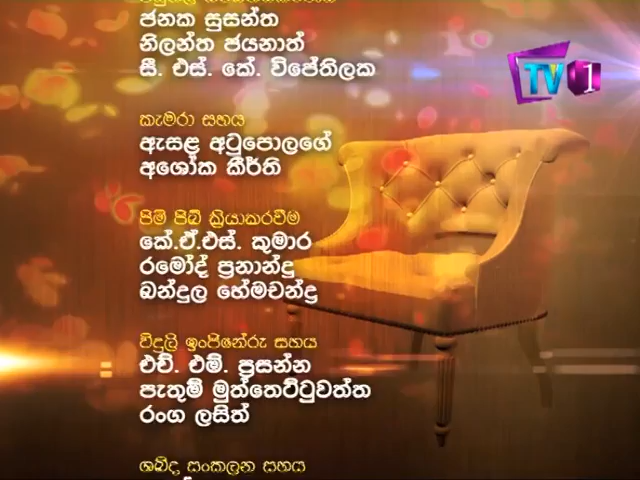 ජනක සුසන්ත
නිලන්ත ජයනාත්
සී. එස්. කේ. විජේතිලක
කැමරා සහය
ඇසළ අටුපොලගේ
අශෝක කීර්ති
පිම් පිබ් ක්‍රියාකරවීම
කේ.ඒ.එස්. කුමාර
රමෝද් ප්‍රනාන්දු
බන්දුල හේමචන්ද්‍ර
විදුලි ඉංජිනේරු සහය
එච්. එම්. ප්‍රසන්න
පැතුම් මුත්තෙට්ටුවත්ත
රංග ලසිත්
ශබ්ද සංකලන සහය
TV 1